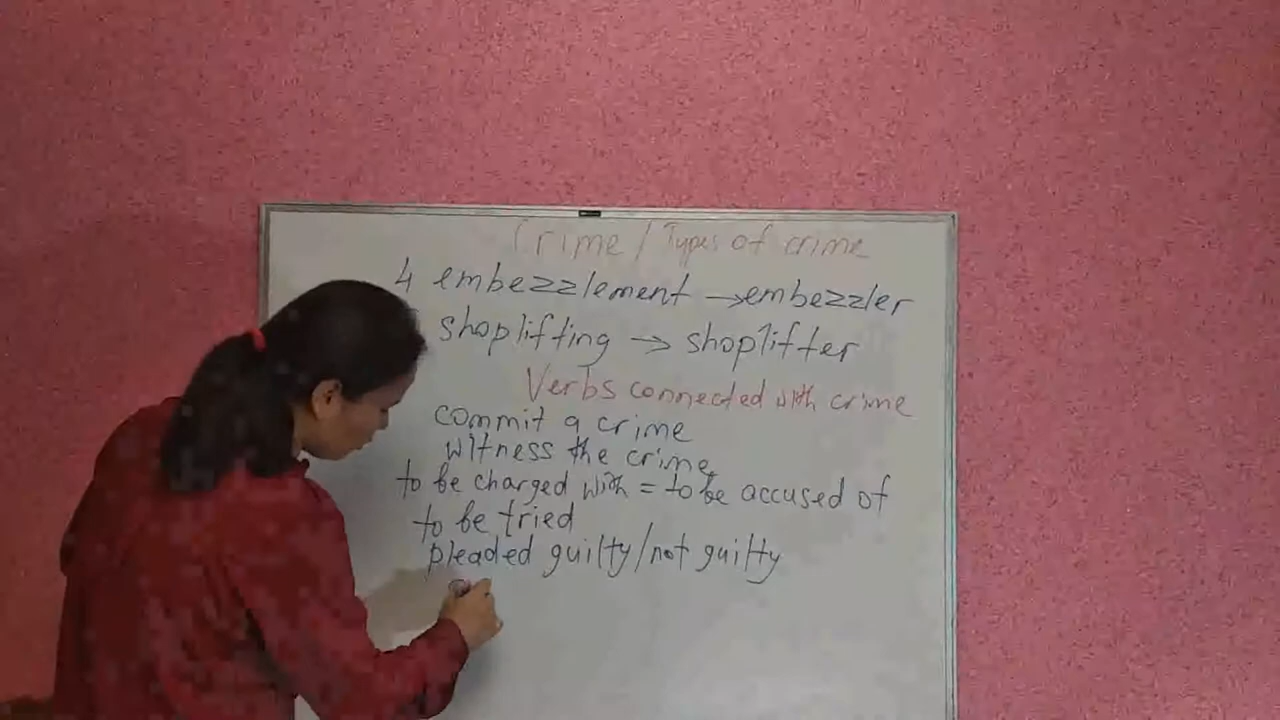 Crime / Types of crime
4 embezzlement → embezzler
shoplifting → shoplifter
Verbs connected with crime
commit a crime
witness the crime
to be charged with = to be accused of
to be tried
pleaded guilty/not guilty